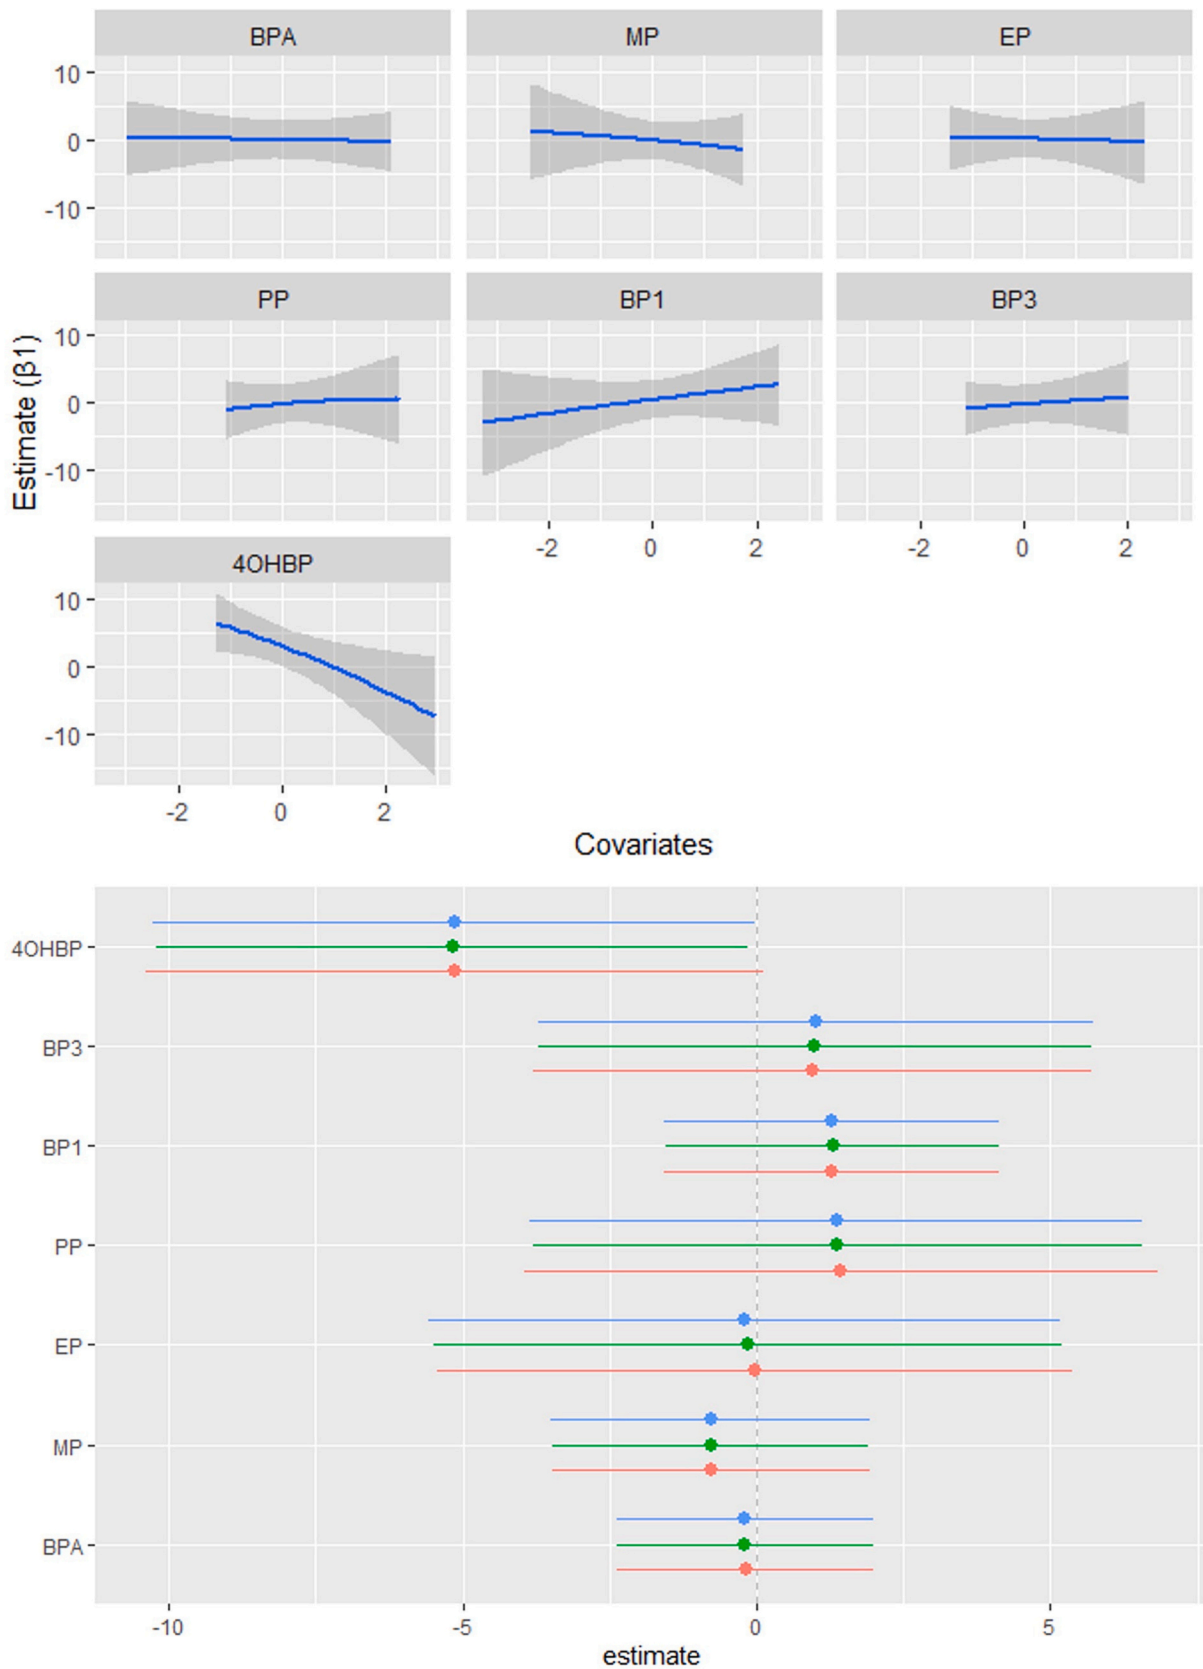 BPA MP EP
10
0
-10
PP BP1 BP3
10
0
-10
-2 0 2 -2 0 2
4OHBP
10
0
-10
-2 0 2
Estimate (β1)
Covariates
4OHBP
BP3
BP1
PP
EP
MP
BPA
-10 -5 0 5
estimate